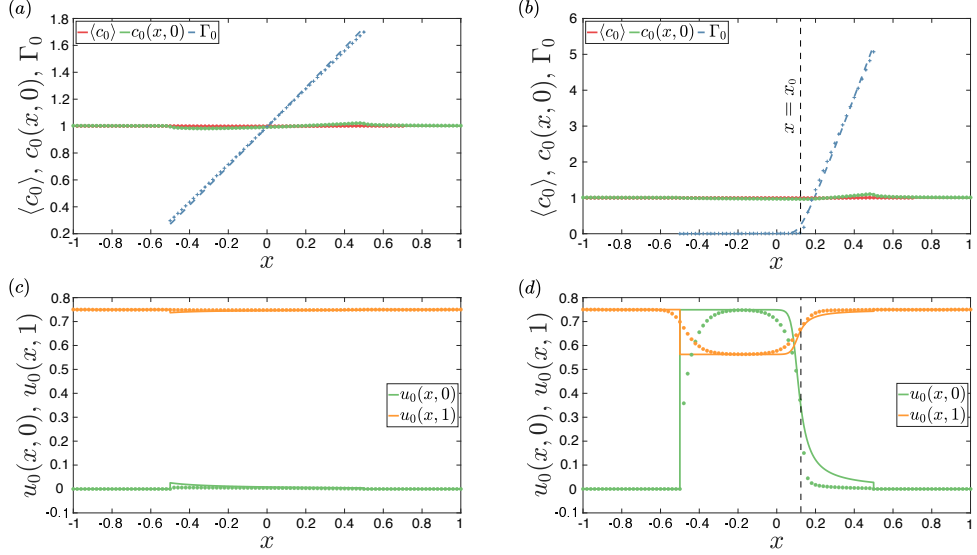 (a)
⟨c₀⟩ c₀(x, 0) Γ₀
⟨c₀⟩, c₀(x, 0), Γ₀
1.8
1.6
1.4
1.2
1
0.8
0.6
0.4
0.2
-1 -0.8 -0.6 -0.4 -0.2 0 0.2 0.4 0.6 0.8 1
x
(b)
⟨c₀⟩ c₀(x, 0) Γ₀
⟨c₀⟩, c₀(x, 0), Γ₀
x = x₀
6
5
4
3
2
1
0
-1 -0.8 -0.6 -0.4 -0.2 0 0.2 0.4 0.6 0.8 1
x
(c)
u₀(x, 0), u₀(x, 1)
0.8
0.7
0.6
0.5
0.4
0.3
0.2
0.1
0
-0.1
u₀(x, 0)
u₀(x, 1)
-1 -0.8 -0.6 -0.4 -0.2 0 0.2 0.4 0.6 0.8 1
x
(d)
u₀(x, 0), u₀(x, 1)
0.8
0.7
0.6
0.5
0.4
0.3
0.2
0.1
0
-0.1
u₀(x, 0)
u₀(x, 1)
-1 -0.8 -0.6 -0.4 -0.2 0 0.2 0.4 0.6 0.8 1
x